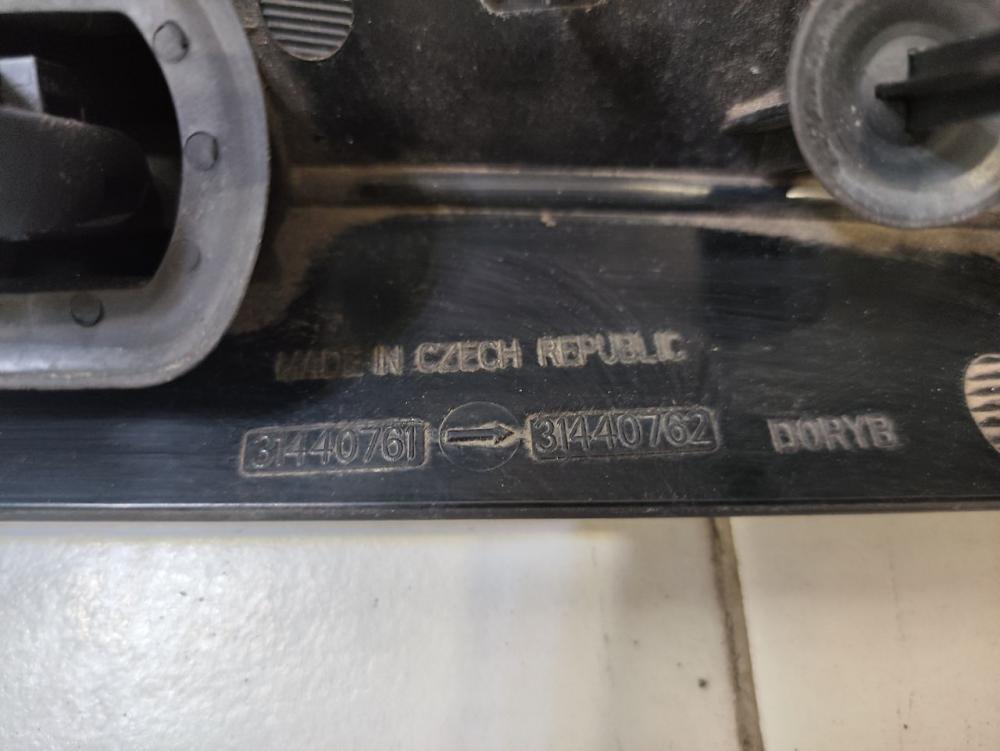 MADE IN CZECH REPUBLIC
31440761 → 31440762 DORYB